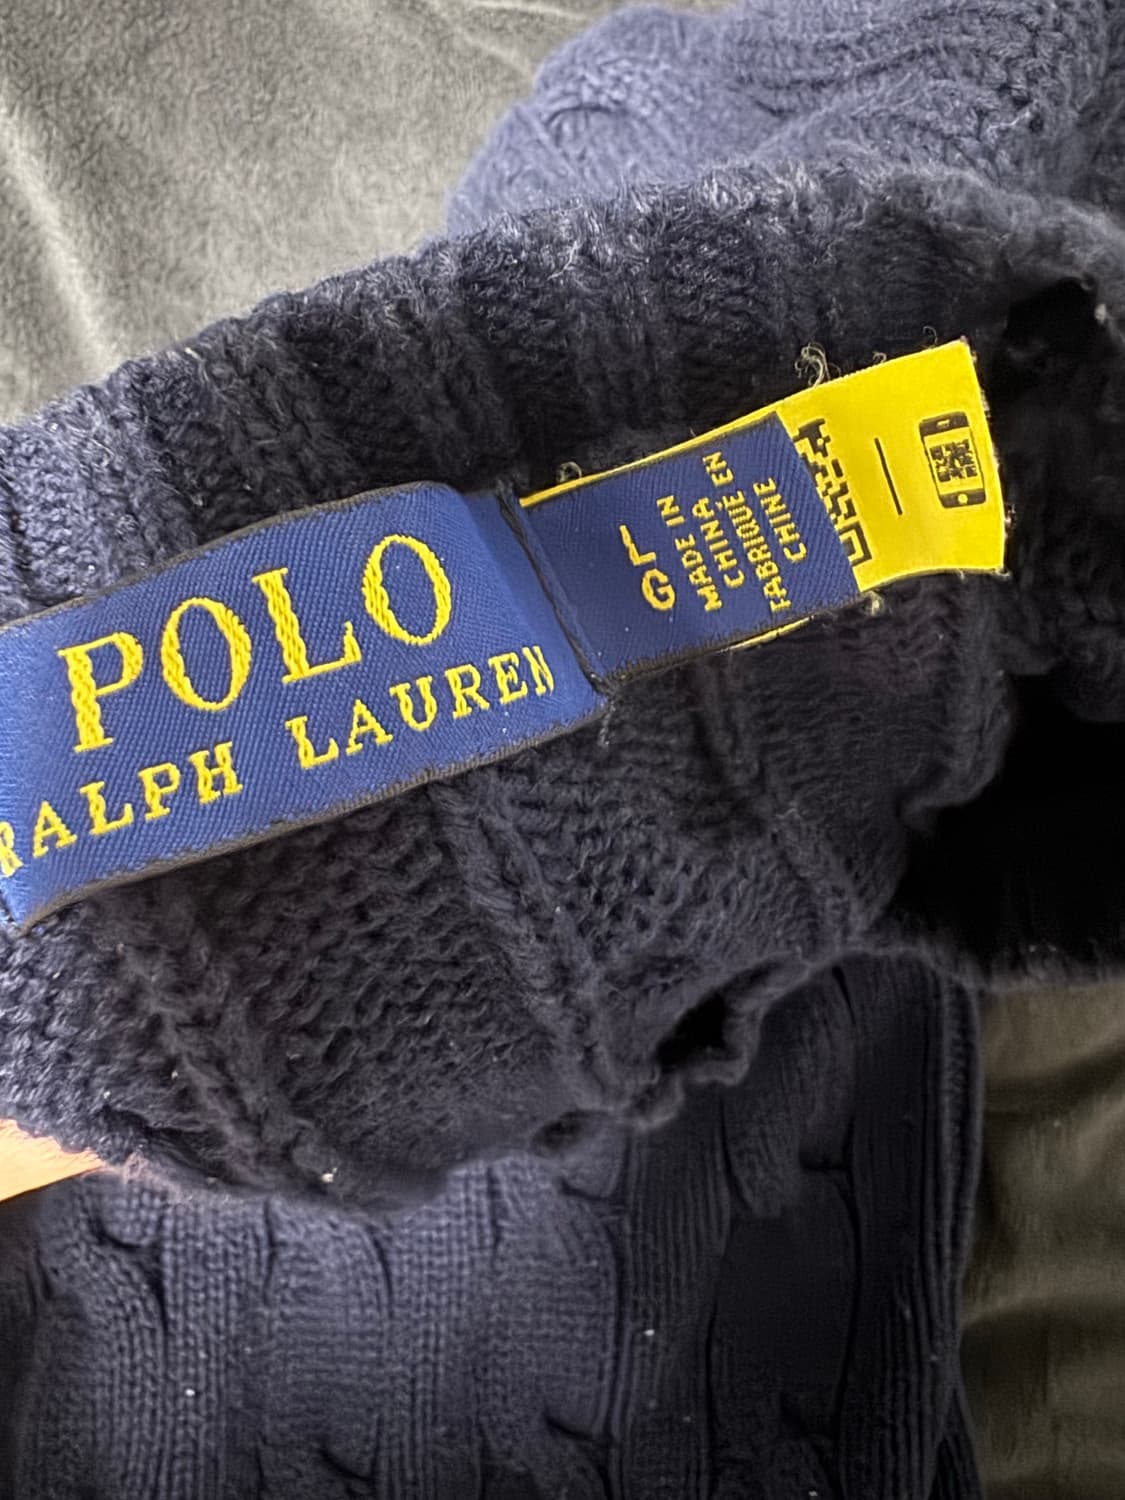 POLO
RALPH LAUREN
L
G
MADE IN
CHINA
FABRIQUÉ EN
CHINE